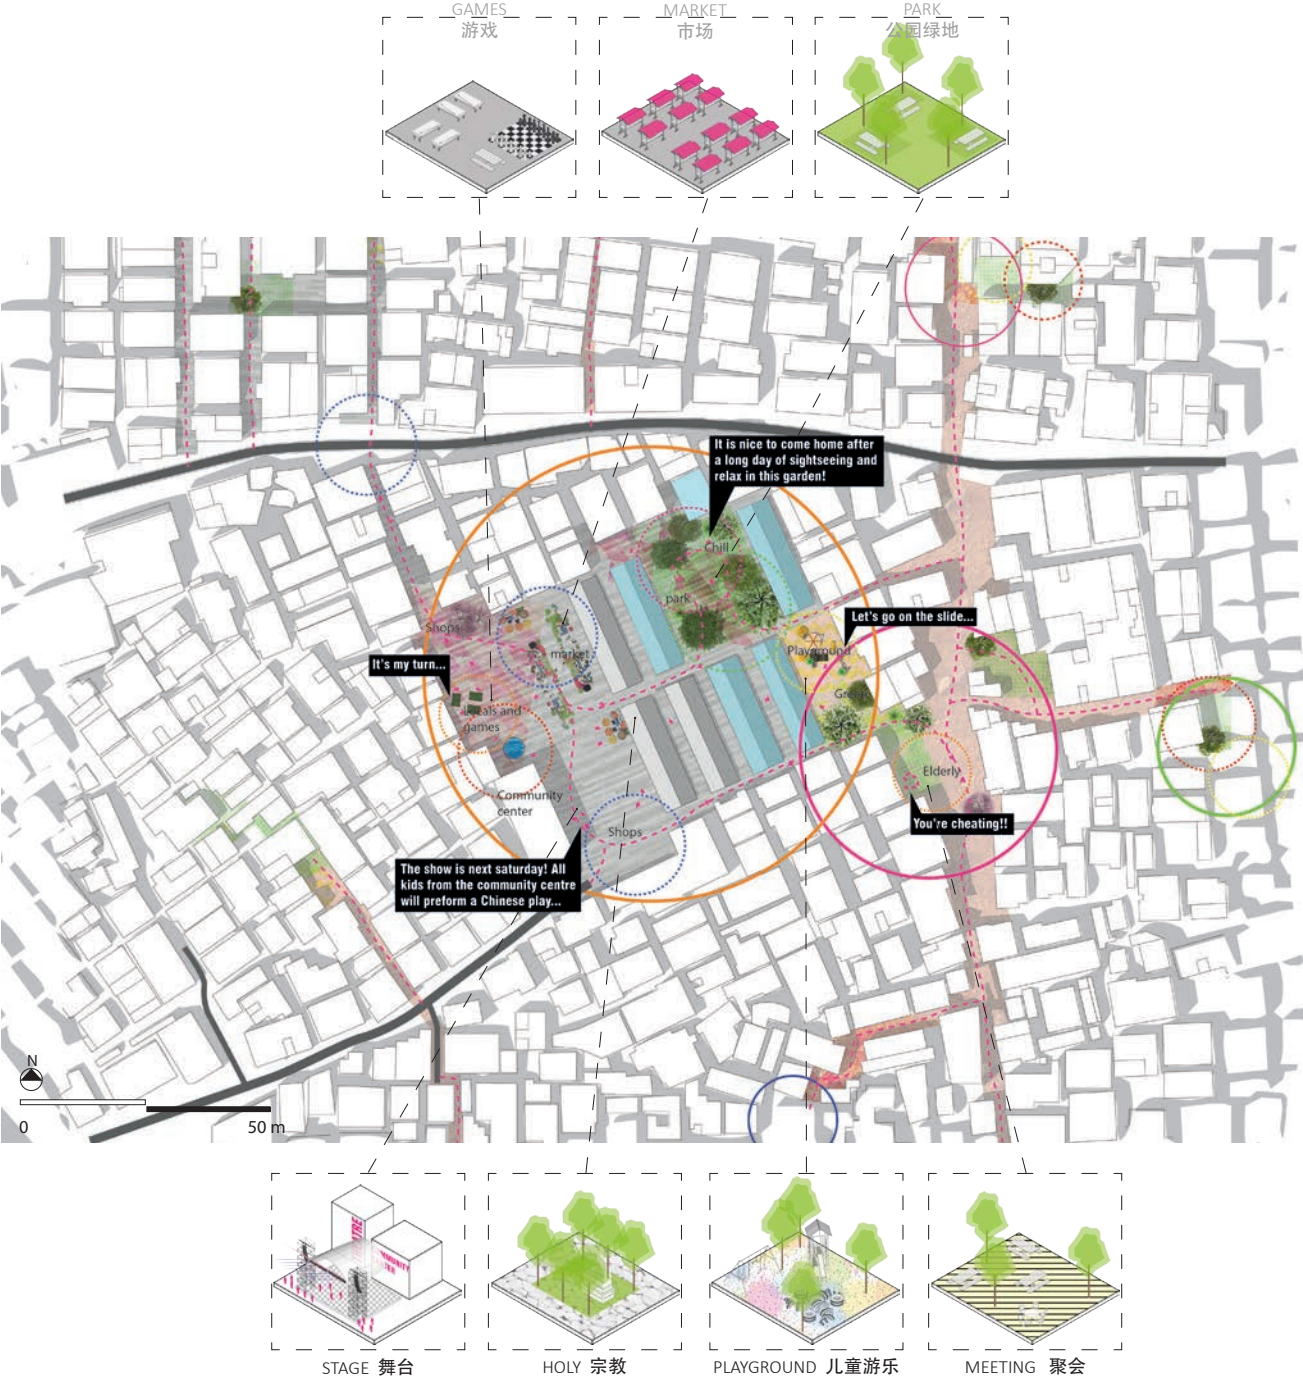 GAMES
游戏
MARKET
市场
PARK
公园绿地
It is nice to come home after
a long day of sightseeing and
relax in this garden!
Chill
park
Shops
market
Let's go on the slide...
Playground
It's my turn...
Locals and
games
Elderly
Community
center
Shops
You're cheating!!
The show is next saturday! All
kids from the community centre
will preform a Chinese play...
N
0
50 m
STAGE 舞台
HOLY 宗教
PLAYGROUND 儿童游乐
MEETING 聚会